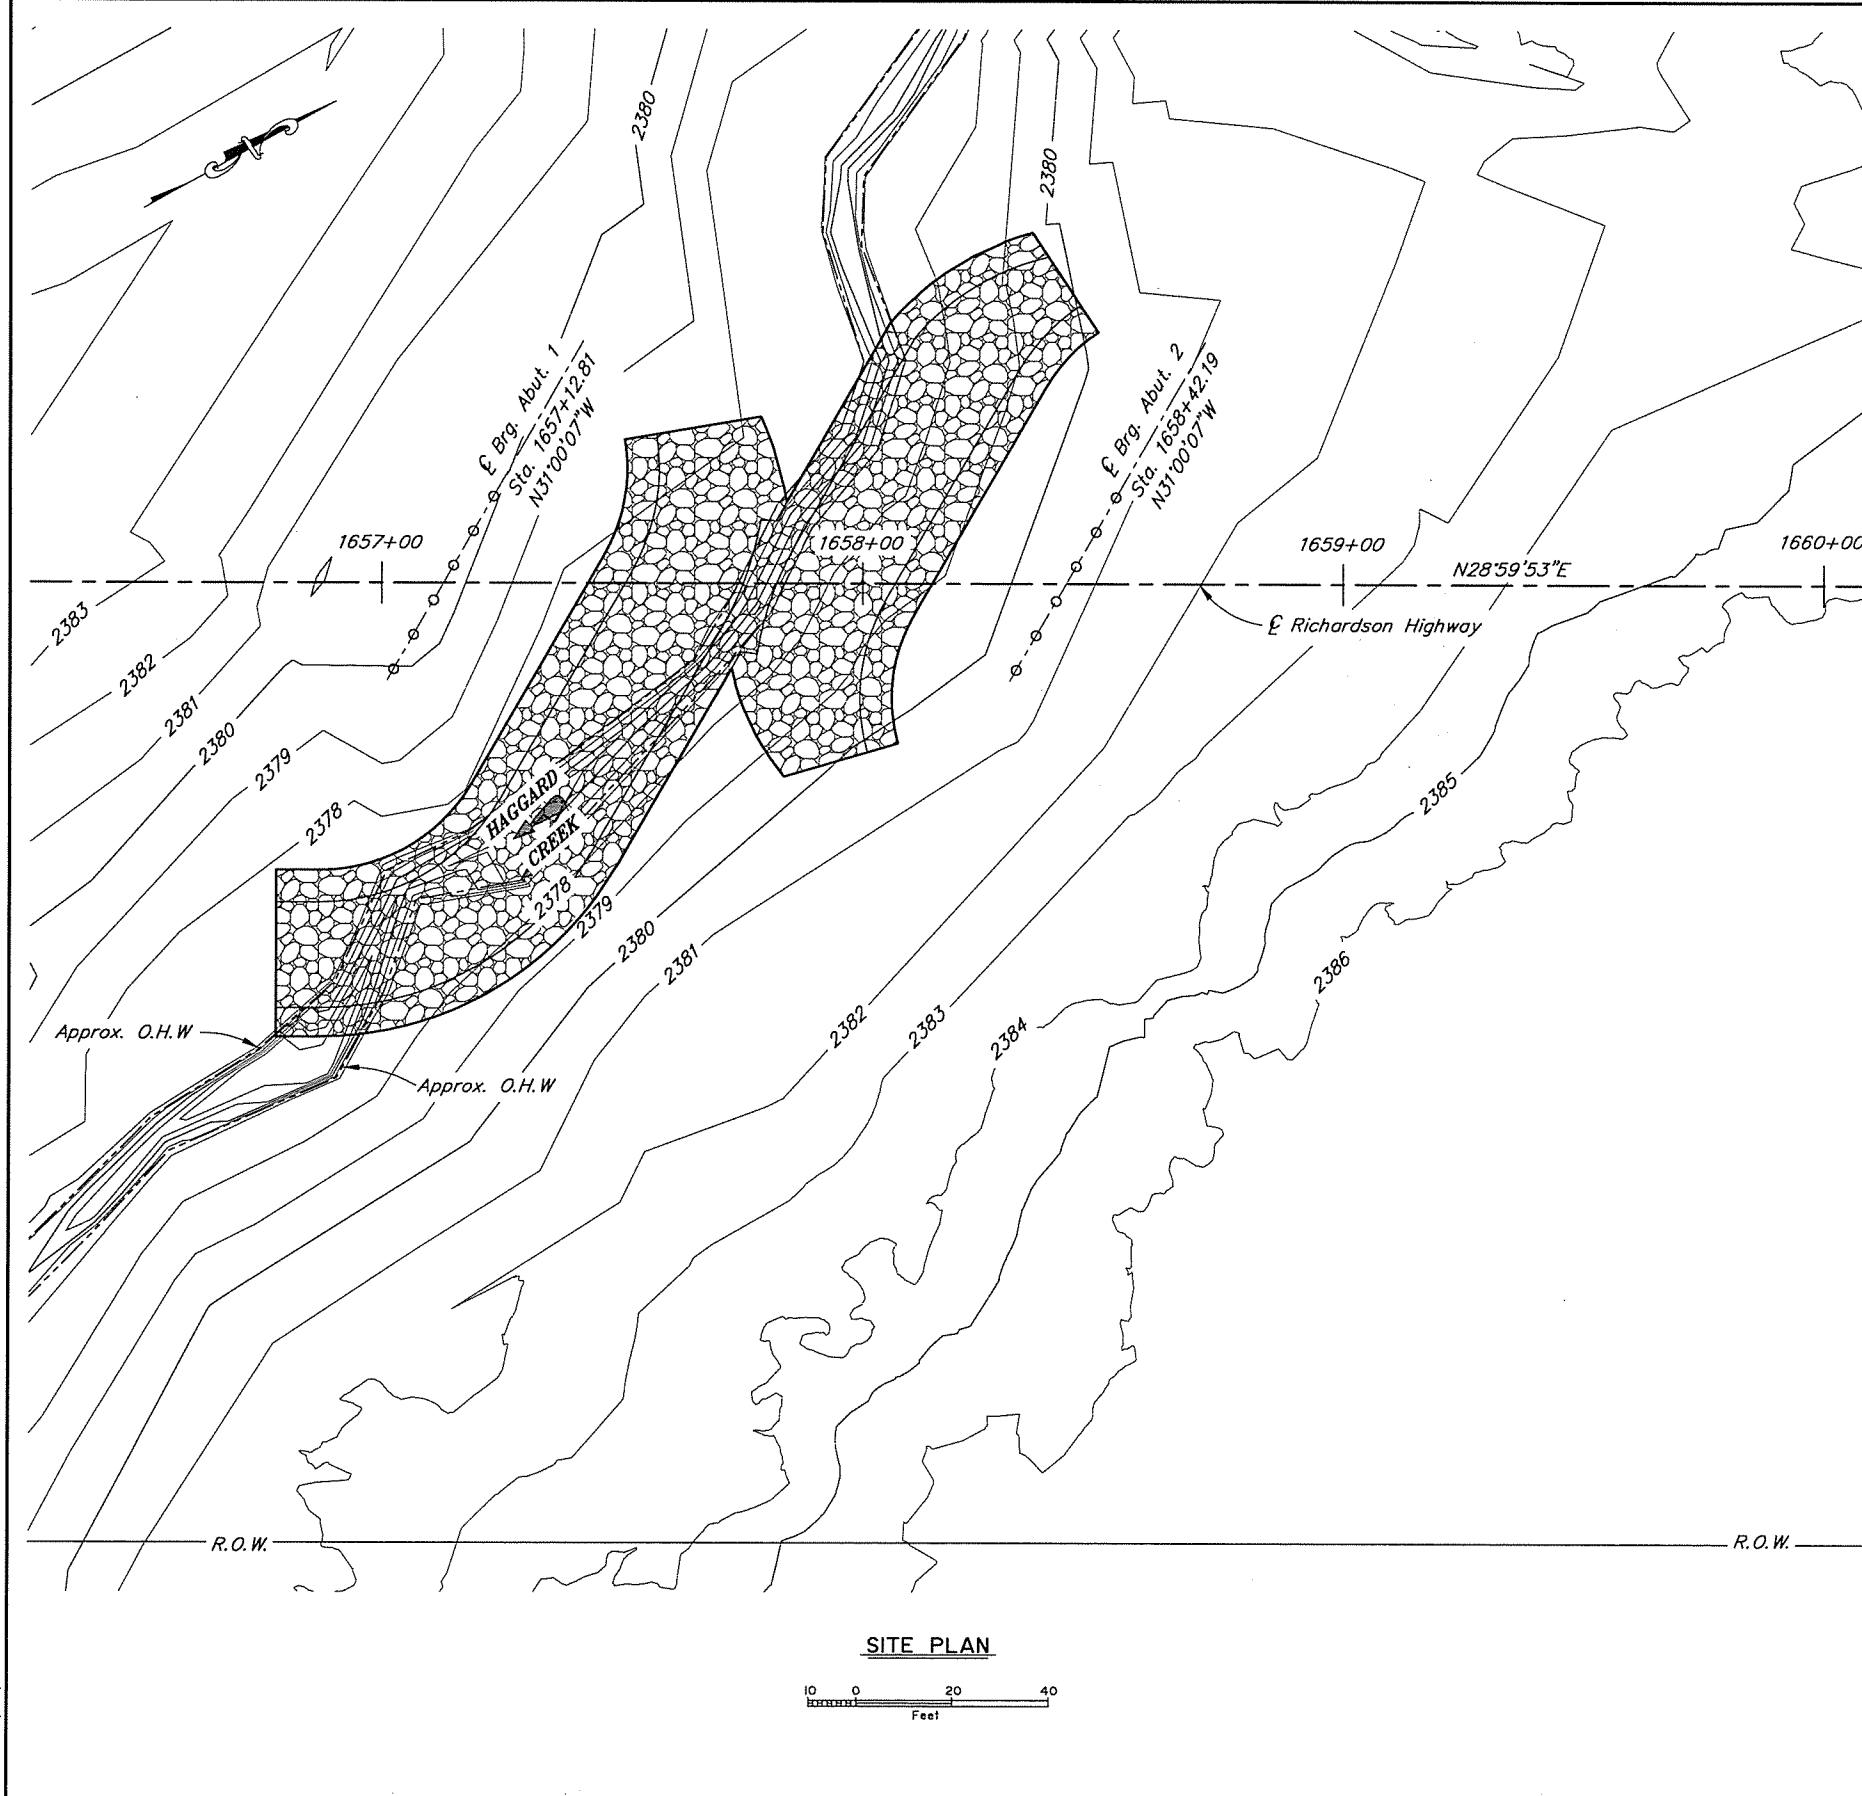 2380
2380
℄ Brg. Abut. 1
Sta. 1657+12.81
N31°00'07"W
℄ Brg. Abut. 2
Sta. 1658+42.19
N31°00'07"W
1657+00
1658+00
1659+00
1660+00
N28°59'53"E
℄ Richardson Highway
2383
2382
2381
2380
2379
2378
HAGGARD
CREEK
2378
2379
2380
2381
2382
2383
2384
2385
2386
Approx. O.H.W
Approx. O.H.W
R.O.W.
R.O.W.
SITE PLAN
10 0 20 40
Feet